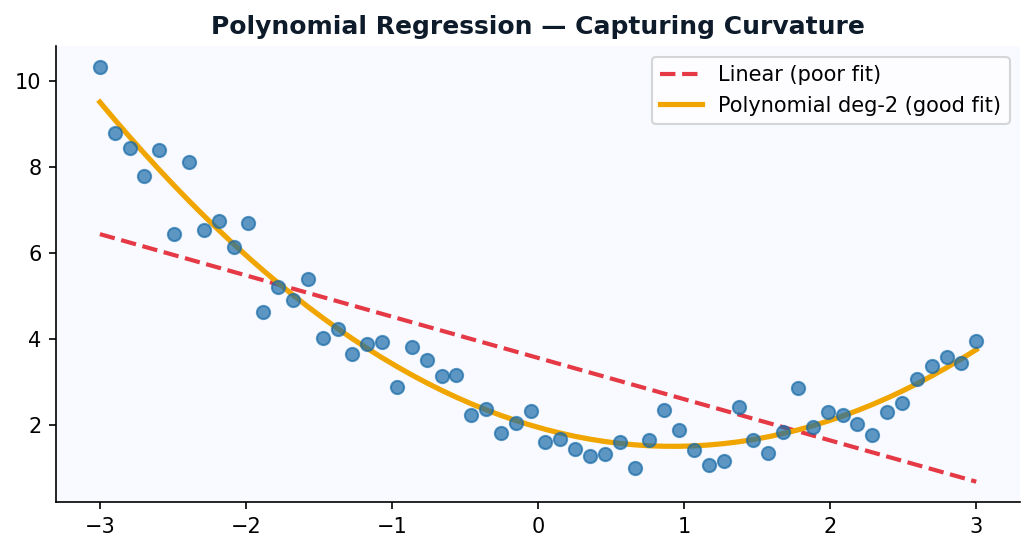 Polynomial Regression — Capturing Curvature
Linear (poor fit)
Polynomial deg-2 (good fit)
10
8
6
4
2
−3 −2 −1 0 1 2 3